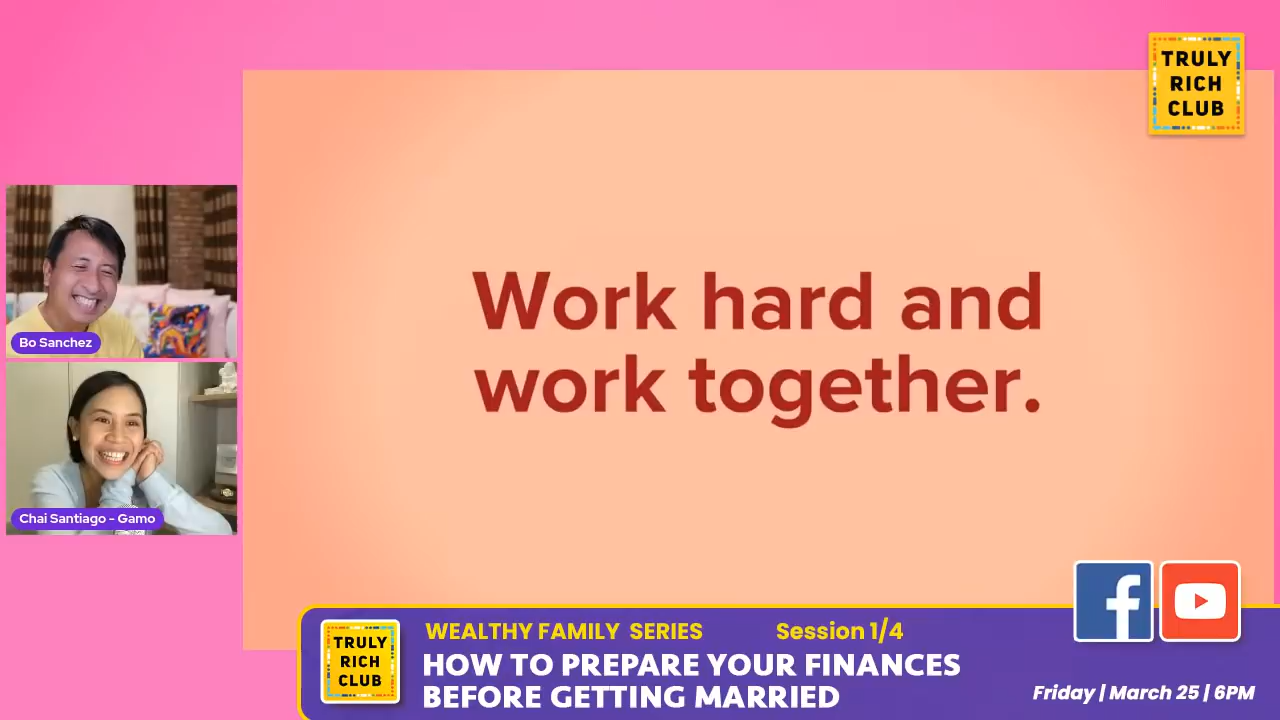 TRULY
RICH
CLUB
Work hard and
work together.
Bo Sanchez
Chai Santiago - Gamo
TRULY
RICH
CLUB
WEALTHY FAMILY SERIES
Session 1/4
HOW TO PREPARE YOUR FINANCES
BEFORE GETTING MARRIED
f
Friday | March 25 | 6PM